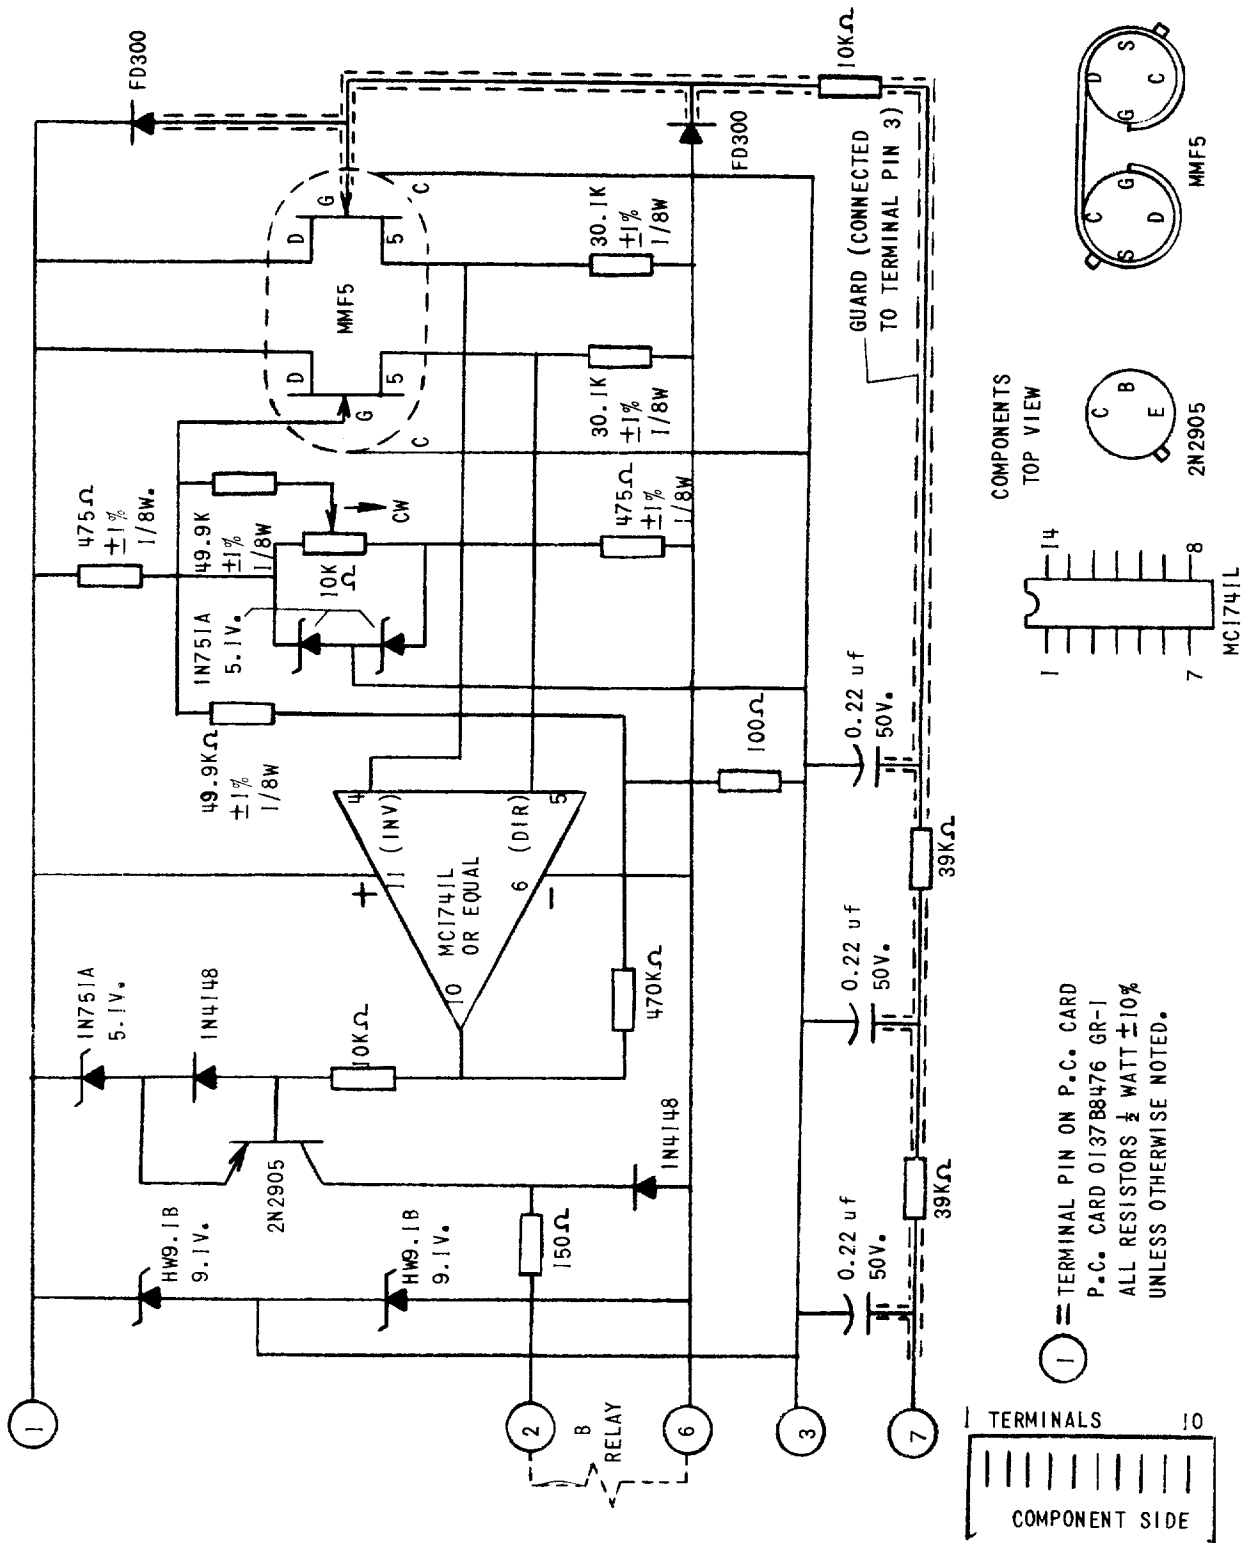 1
2
B
RELAY
6
3
7
HW9.1B
9.1V.
HW9.1B
9.1V.
2N2905
150Ω
1N751A
5.1V.
1N4148
10KΩ
1N4148
470KΩ
10
MC1741L
OR EQUAL
11
+
6
−
4
(INV)
(DIR)
5
49.9KΩ
±1%
1/8W
100Ω
1N751A
5.1V.
475Ω
±1%
1/8W.
49.9K
±1%
1/8W
10K
Ω
CW
475Ω
±1%
1/8W
D
G
5
C
MMF5
D
G
5
C
30.1K
±1%
1/8W
30.1K
±1%
1/8W
FD300
FD300
10KΩ
0.22 uf
50V.
39KΩ
0.22 uf
50V.
39KΩ
0.22 uf
50V.
GUARD (CONNECTED
TO TERMINAL PIN 3)
1 TERMINALS 10
COMPONENT SIDE
1 = TERMINAL PIN ON P.C. CARD
P.C. CARD 0137B8476 GR-1
ALL RESISTORS ½ WATT ±10%
UNLESS OTHERWISE NOTED.
COMPONENTS
TOP VIEW
1
14
7
8
MC1741L
C
B
E
2N2905
C
S
G
D
D
S
G
C
MMF5